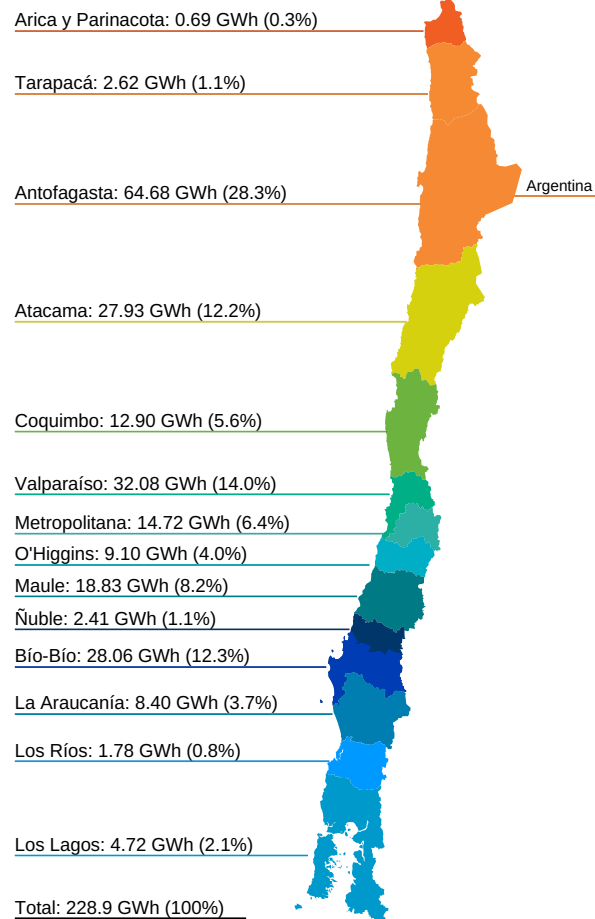 Arica y Parinacota: 0.69 GWh (0.3%)
Tarapacá: 2.62 GWh (1.1%)
Antofagasta: 64.68 GWh (28.3%)
Argentina
Atacama: 27.93 GWh (12.2%)
Coquimbo: 12.90 GWh (5.6%)
Valparaíso: 32.08 GWh (14.0%)
Metropolitana: 14.72 GWh (6.4%)
O'Higgins: 9.10 GWh (4.0%)
Maule: 18.83 GWh (8.2%)
Ñuble: 2.41 GWh (1.1%)
Bío-Bío: 28.06 GWh (12.3%)
La Araucanía: 8.40 GWh (3.7%)
Los Ríos: 1.78 GWh (0.8%)
Los Lagos: 4.72 GWh (2.1%)
Total: 228.9 GWh (100%)